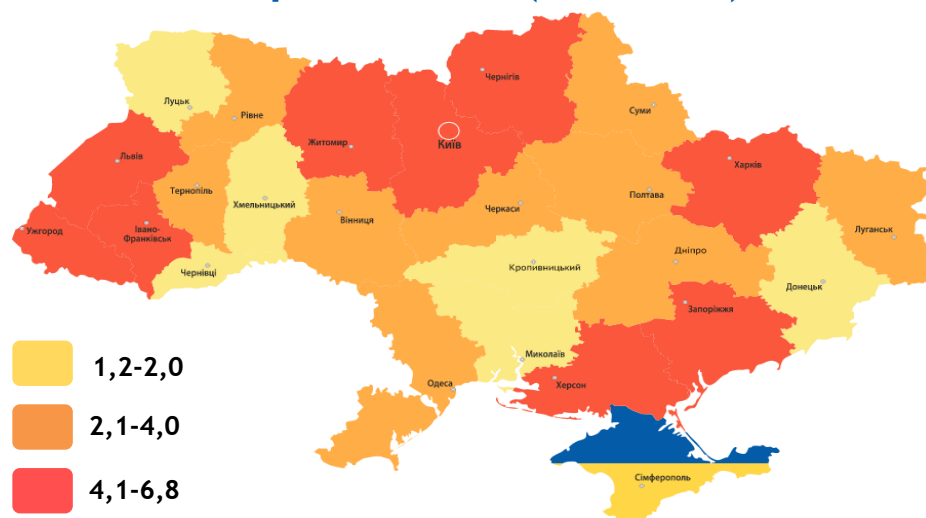 Чернігів
Луцьк
Рівне
Суми
Житомир
Київ
Львів
Харків
Тернопіль
Хмельницький
Полтава
Черкаси
Вінниця
Ужгород
Івано-
Франківськ
Луганськ
Дніпро
Чернівці
Кропивницький
Донецьк
Запоріжжя
Миколаїв
1,2-2,0
Одеса
Херсон
2,1-4,0
Сімферополь
4,1-6,8